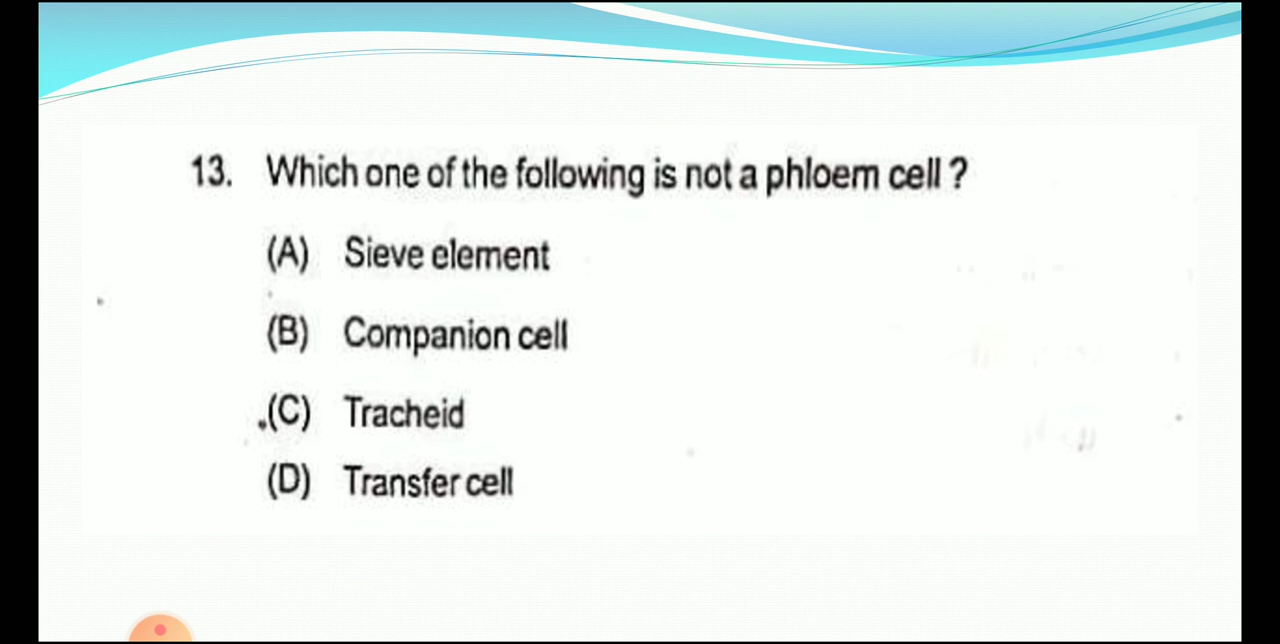 13. Which one of the following is not a phloem cell ?
(A) Sieve element
(B) Companion cell
(C) Tracheid
(D) Transfer cell